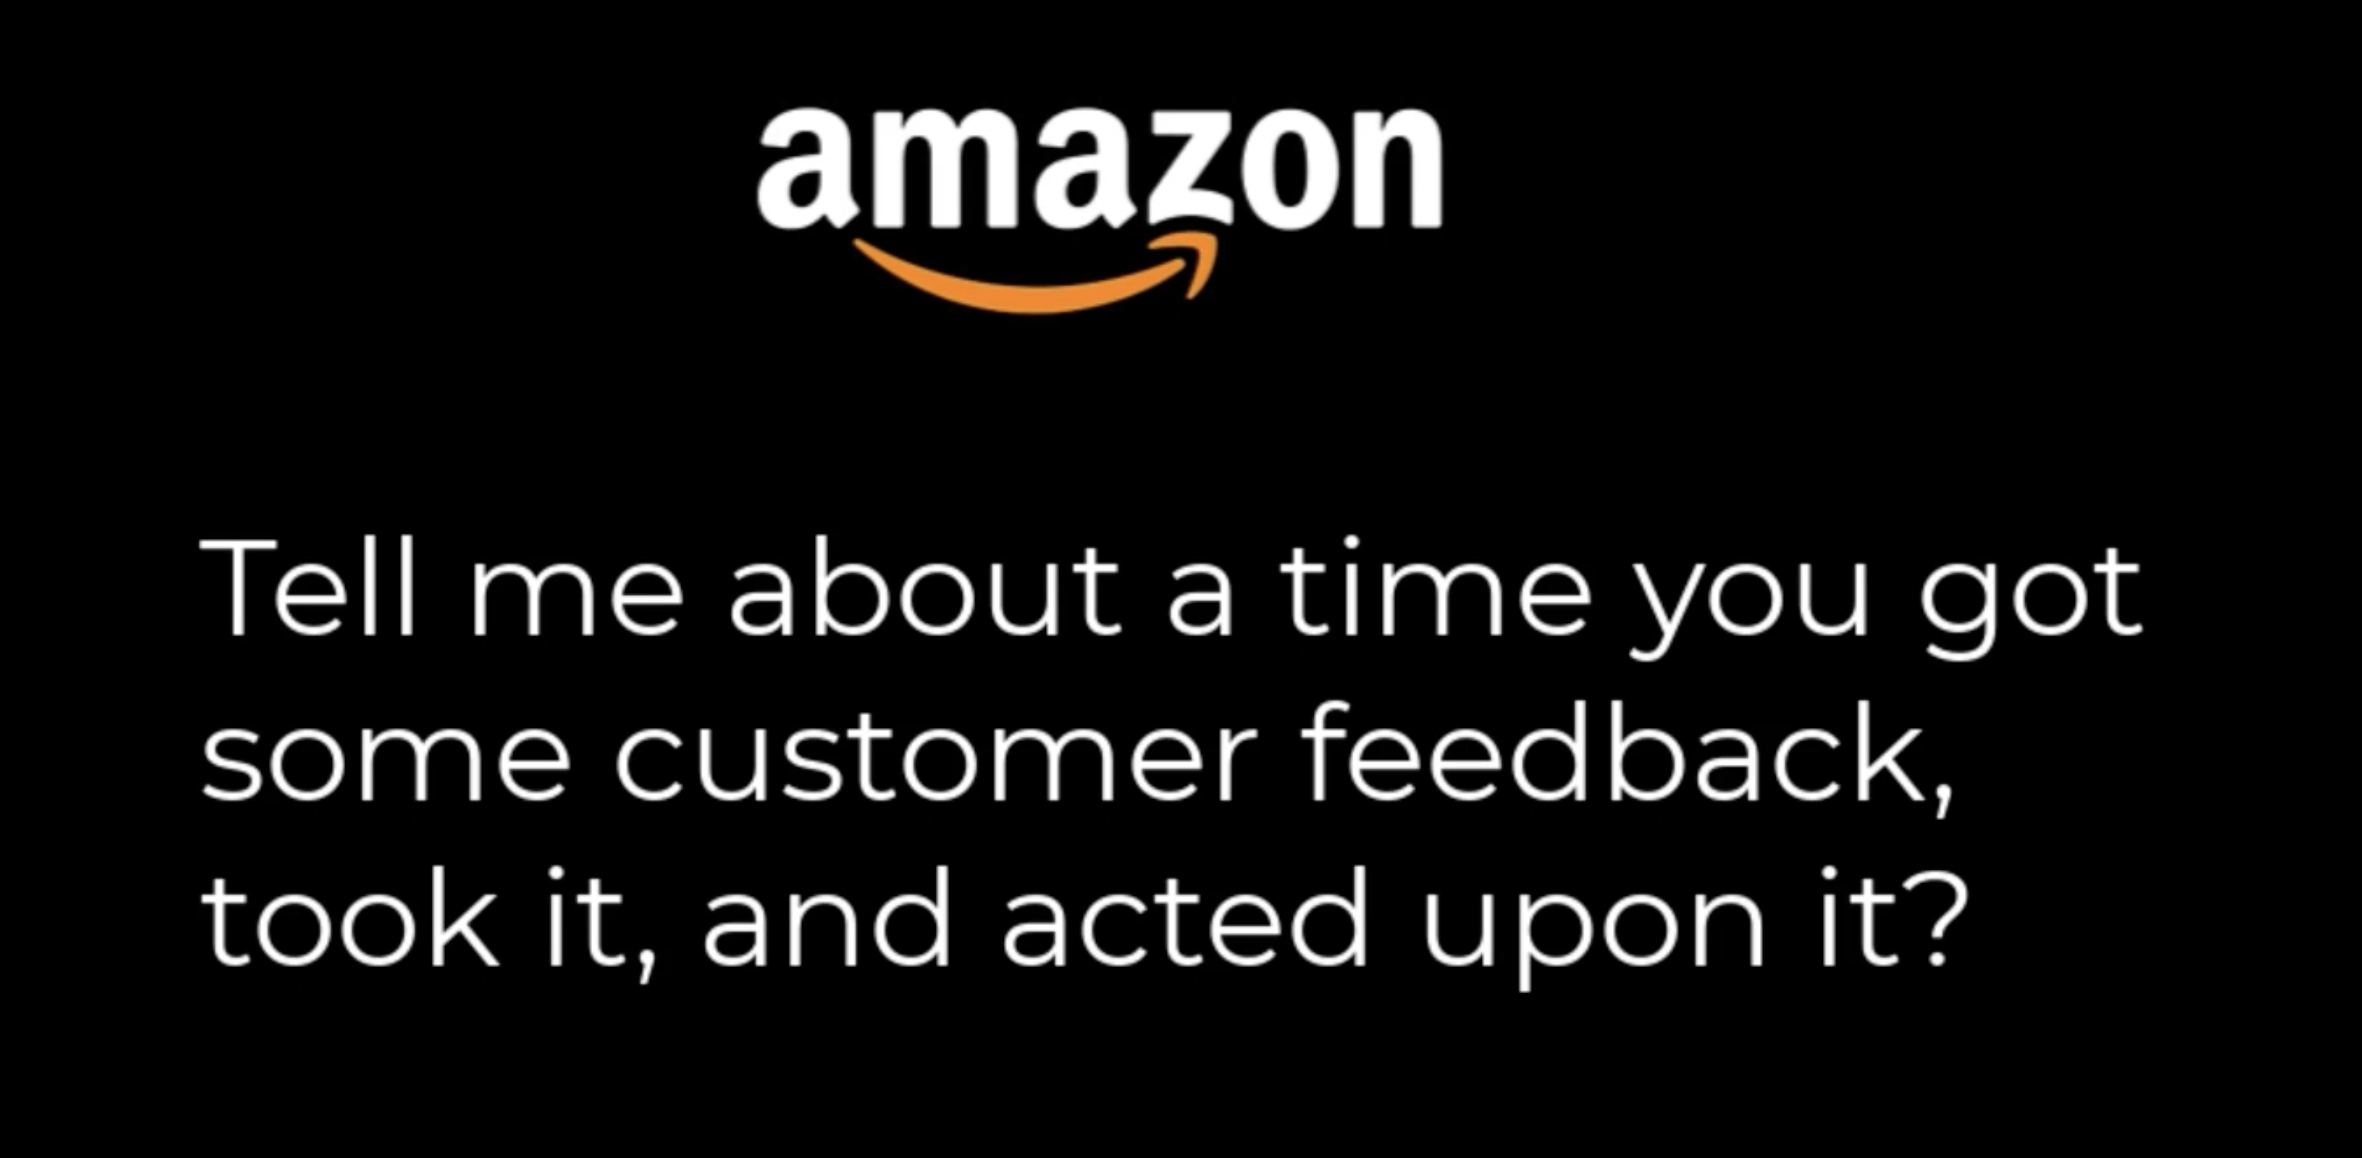 amazon
Tell me about a time you got
some customer feedback,
took it, and acted upon it?